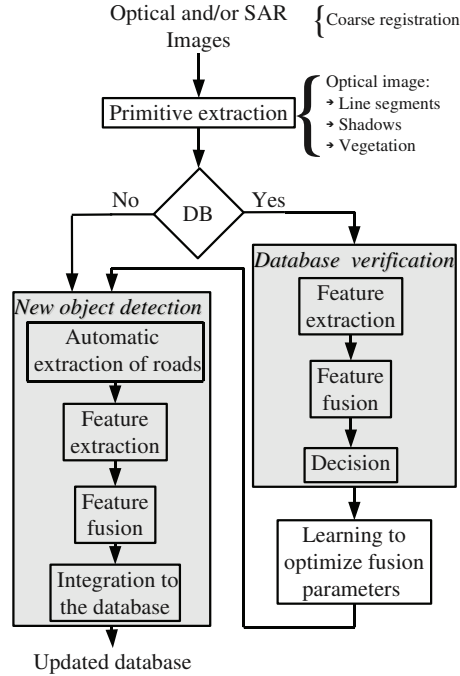 Optical and/or SAR
Images
{ Coarse registration
Primitive extraction
Optical image:
➔ Line segments
➔ Shadows
➔ Vegetation
No
DB
Yes
Database verification
Feature
extraction
Feature
fusion
Decision
Learning to
optimize fusion
parameters
New object detection
Automatic
extraction of roads
Feature
extraction
Feature
fusion
Integration to
the database
Updated database